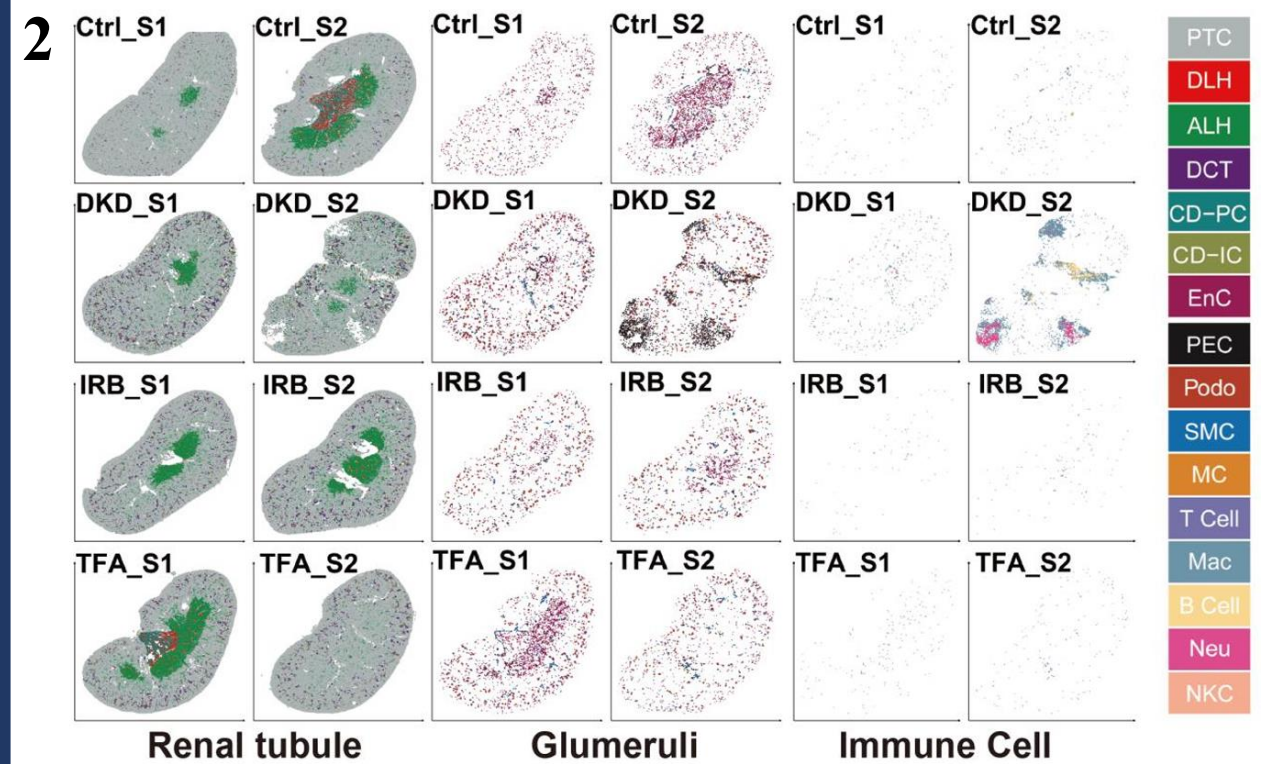 2
Ctrl_S1 Ctrl_S2 Ctrl_S1 Ctrl_S2 Ctrl_S1 Ctrl_S2
DKD_S1 DKD_S2 DKD_S1 DKD_S2 DKD_S1 DKD_S2
IRB_S1 IRB_S2 IRB_S1 IRB_S2 IRB_S1 IRB_S2
TFA_S1 TFA_S2 TFA_S1 TFA_S2 TFA_S1 TFA_S2
Renal tubule Glumeruli Immune Cell
PTC
DLH
ALH
DCT
CD-PC
CD-IC
EnC
PEC
Podo
SMC
MC
T Cell
Mac
B Cell
Neu
NKC